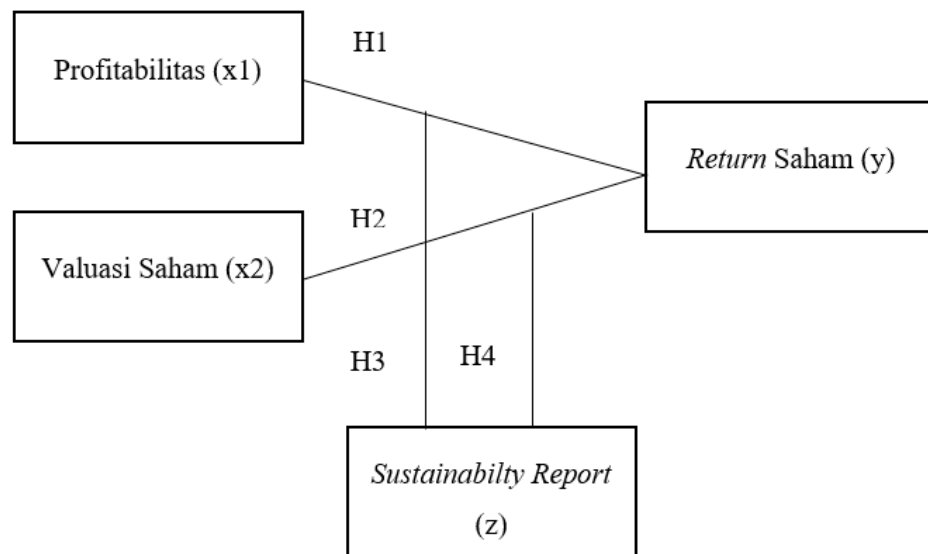 H1
Profitabilitas (x1)
Return Saham (y)
H2
Valuasi Saham (x2)
H3
H4
Sustainabilty Report
(z)